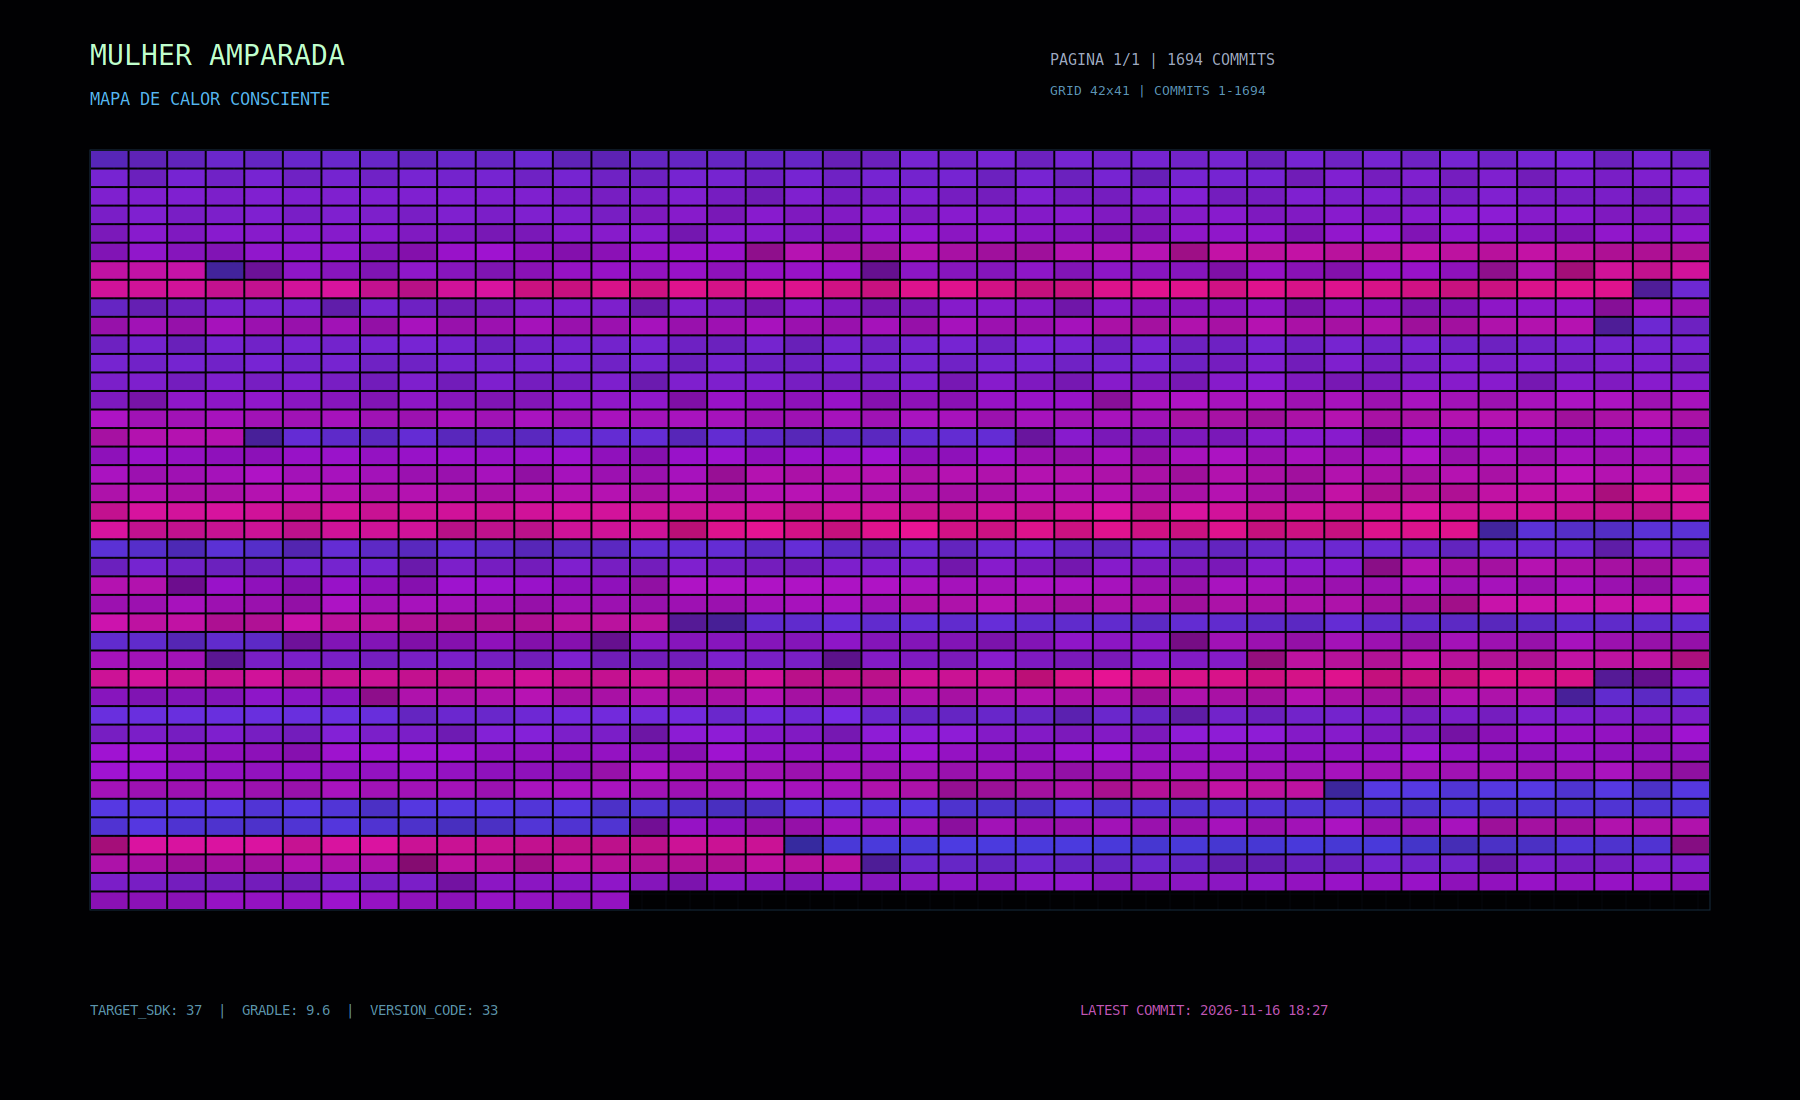 MULHER AMPARADA
MAPA DE CALOR CONSCIENTE
PAGINA 1/1 | 1694 COMMITS
GRID 42x41 | COMMITS 1-1694
TARGET_SDK: 37 | GRADLE: 9.6 | VERSION_CODE: 33
LATEST COMMIT: 2026-11-16 18:27